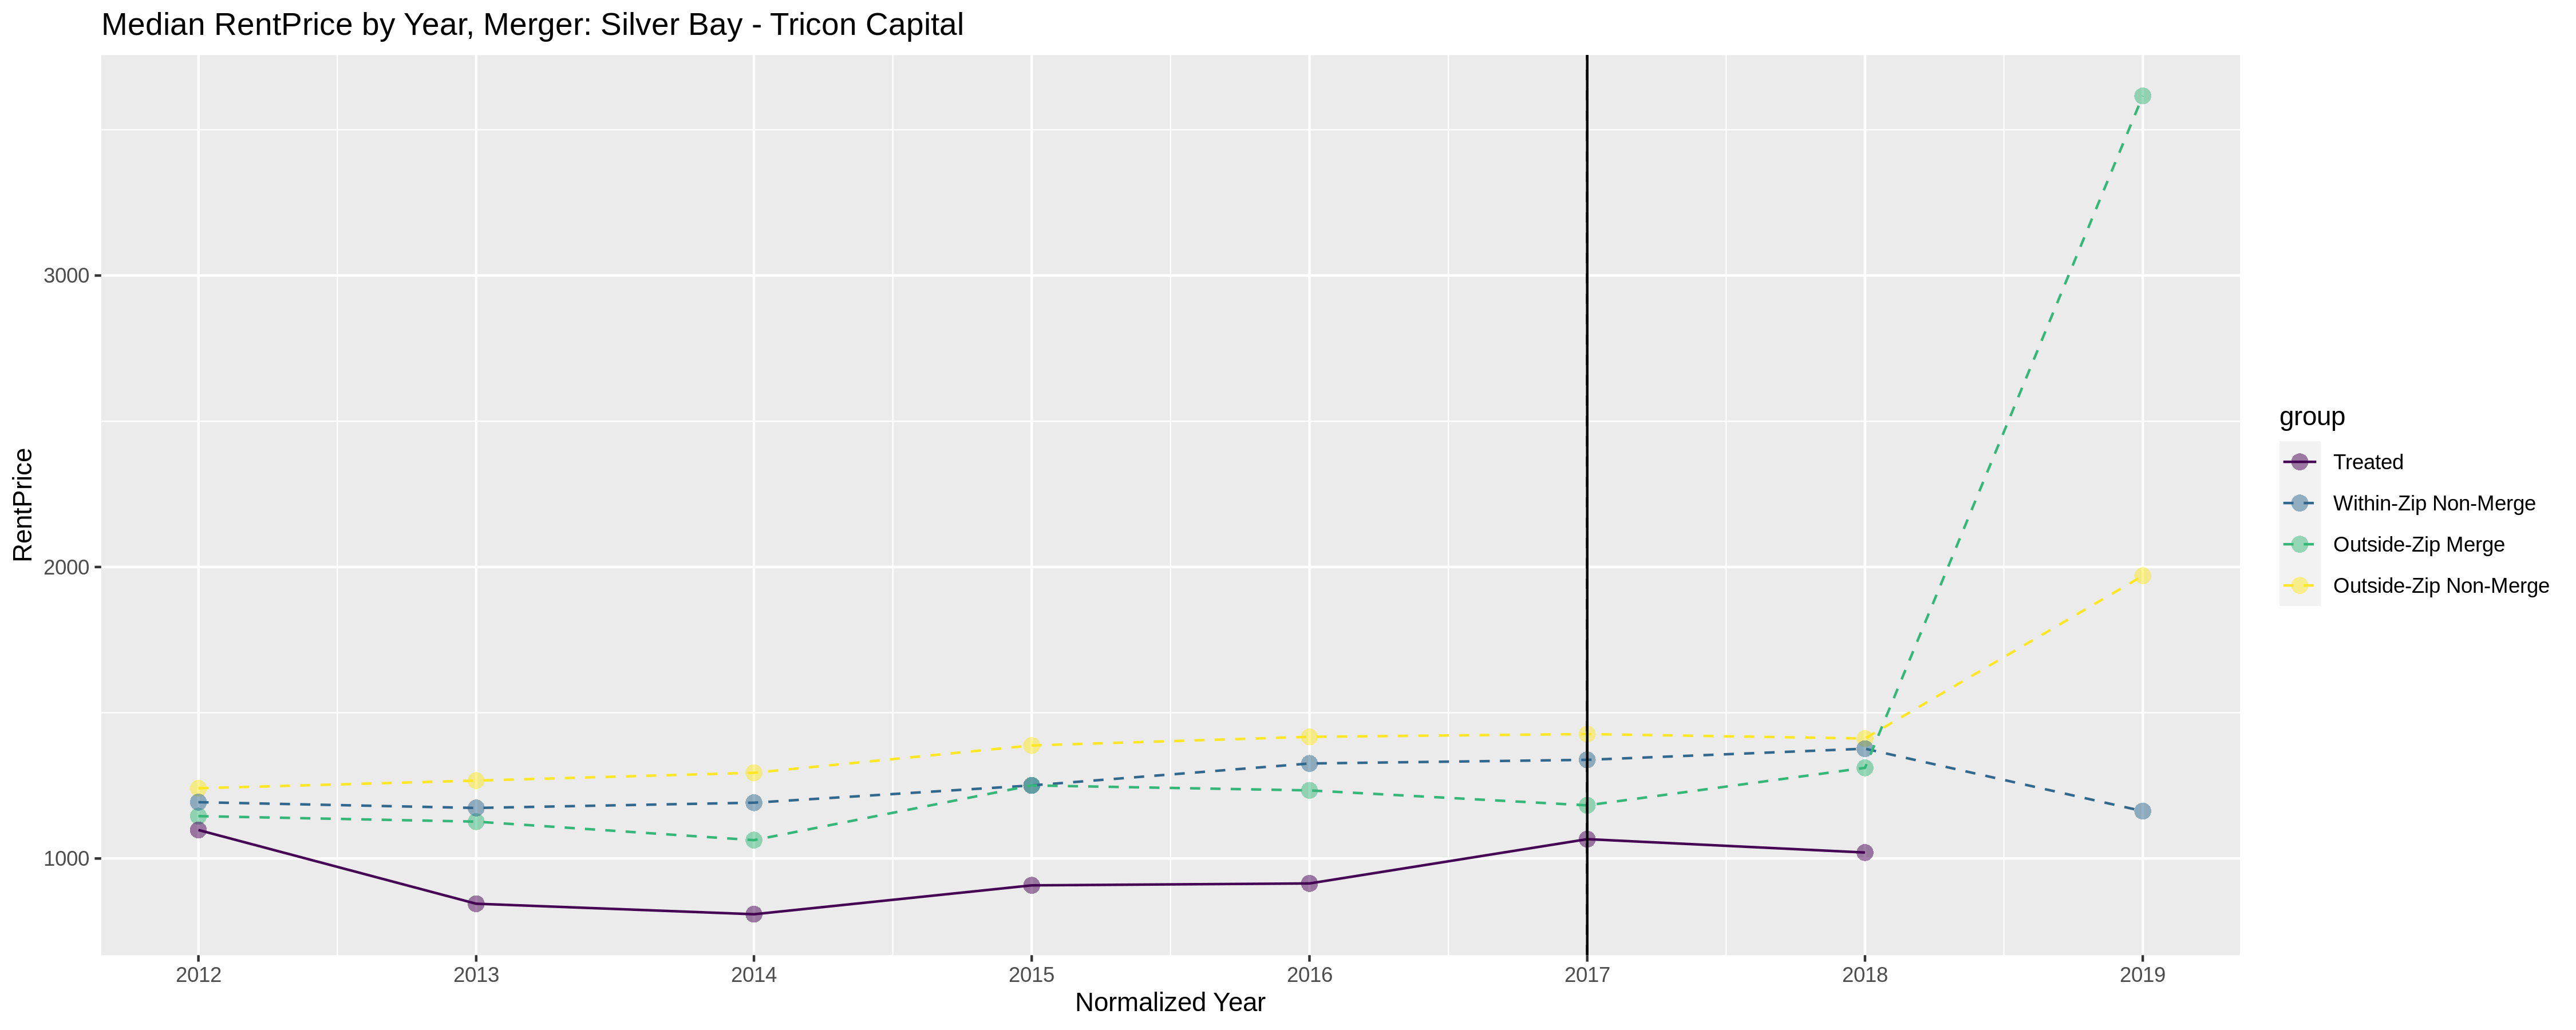 Median RentPrice by Year, Merger: Silver Bay - Tricon Capital
RentPrice
3000
2000
1000
2012 2013 2014 2015 2016 2017 2018 2019
Normalized Year
group
Treated
Within-Zip Non-Merge
Outside-Zip Merge
Outside-Zip Non-Merge